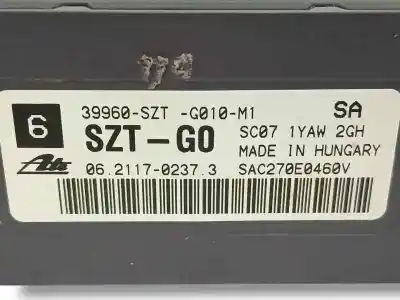 39960-SZT -G010-M1 SA
6 SZT-G0 SC07 1YAW 2GH
MADE IN HUNGARY
Ate 06.2117-0237.3 SAC270E0460V